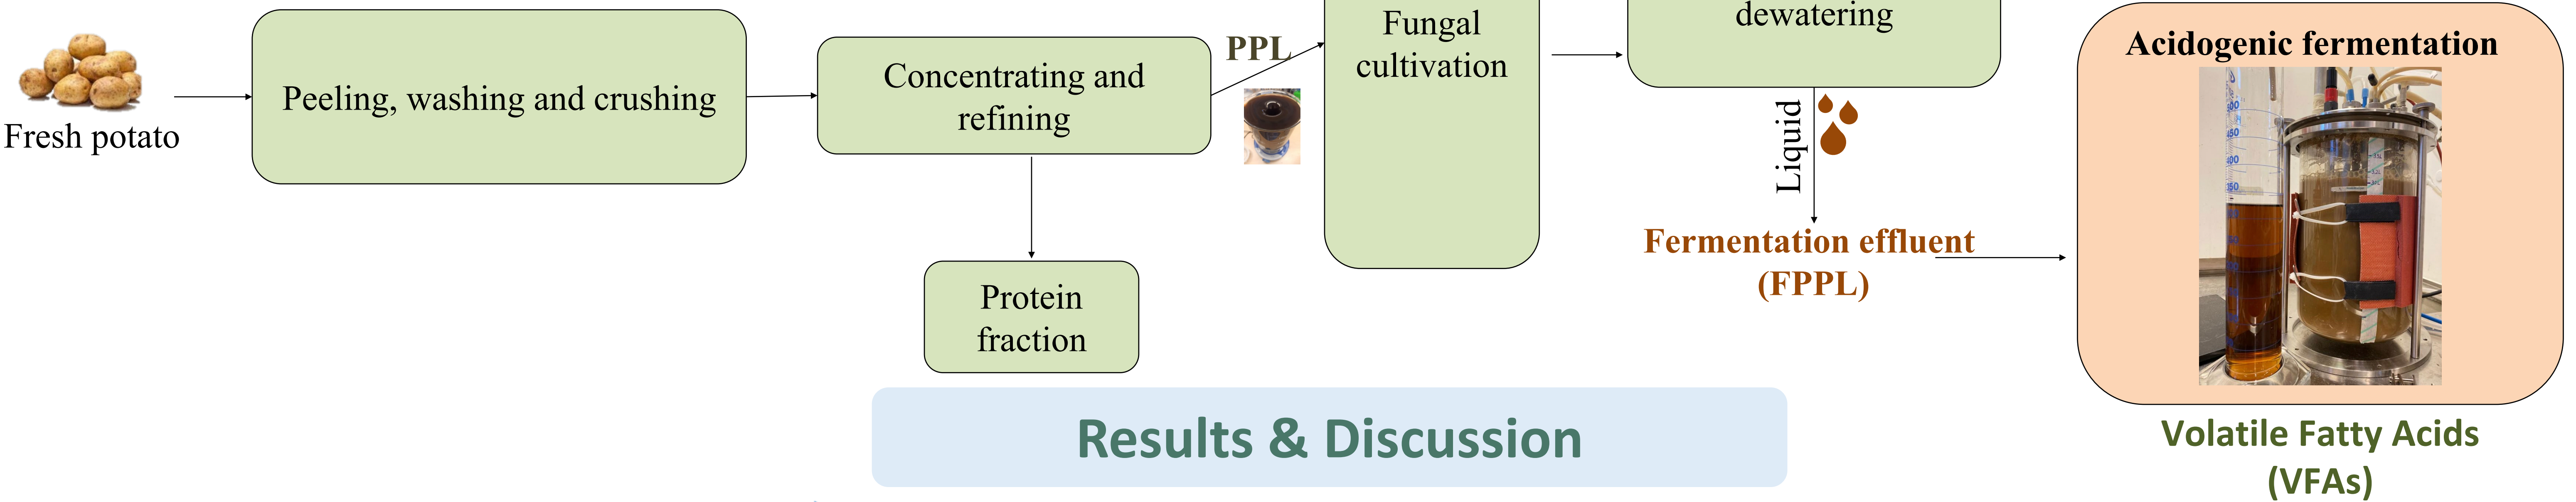 Fresh potato
Peeling, washing and crushing
Concentrating and
refining
Protein
fraction
PPL
Fungal
cultivation
dewatering
Liquid
Fermentation effluent
(FPPL)
Acidogenic fermentation
Volatile Fatty Acids
(VFAs)
Results & Discussion